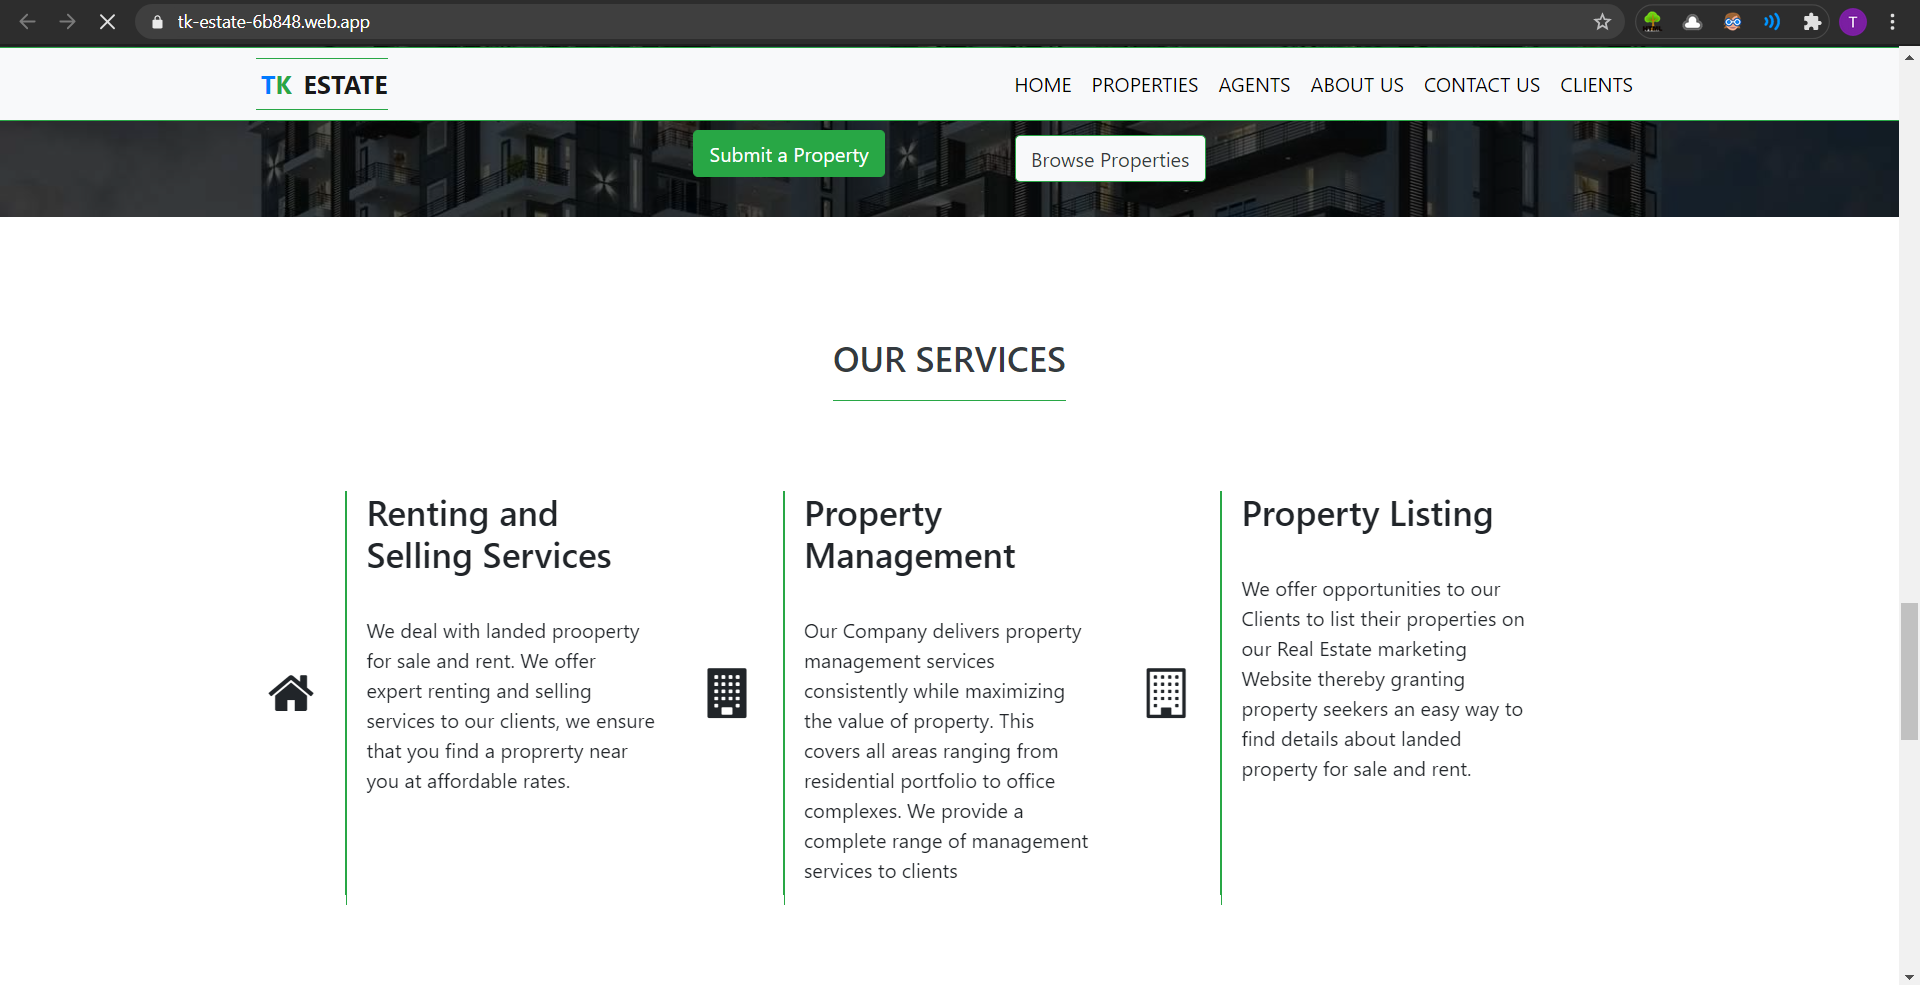 tk-estate-6b848.web.app
T
TK ESTATE
HOME PROPERTIES AGENTS ABOUT US CONTACT US CLIENTS
Submit a Property
Browse Properties
OUR SERVICES
Renting and
Selling Services
We deal with landed prooperty
for sale and rent. We offer
expert renting and selling
services to our clients, we ensure
that you find a proprerty near
you at affordable rates.
Property
Management
Our Company delivers property
management services
consistently while maximizing
the value of property. This
covers all areas ranging from
residential portfolio to office
complexes. We provide a
complete range of management
services to clients
Property Listing
We offer opportunities to our
Clients to list their properties on
our Real Estate marketing
Website thereby granting
property seekers an easy way to
find details about landed
property for sale and rent.